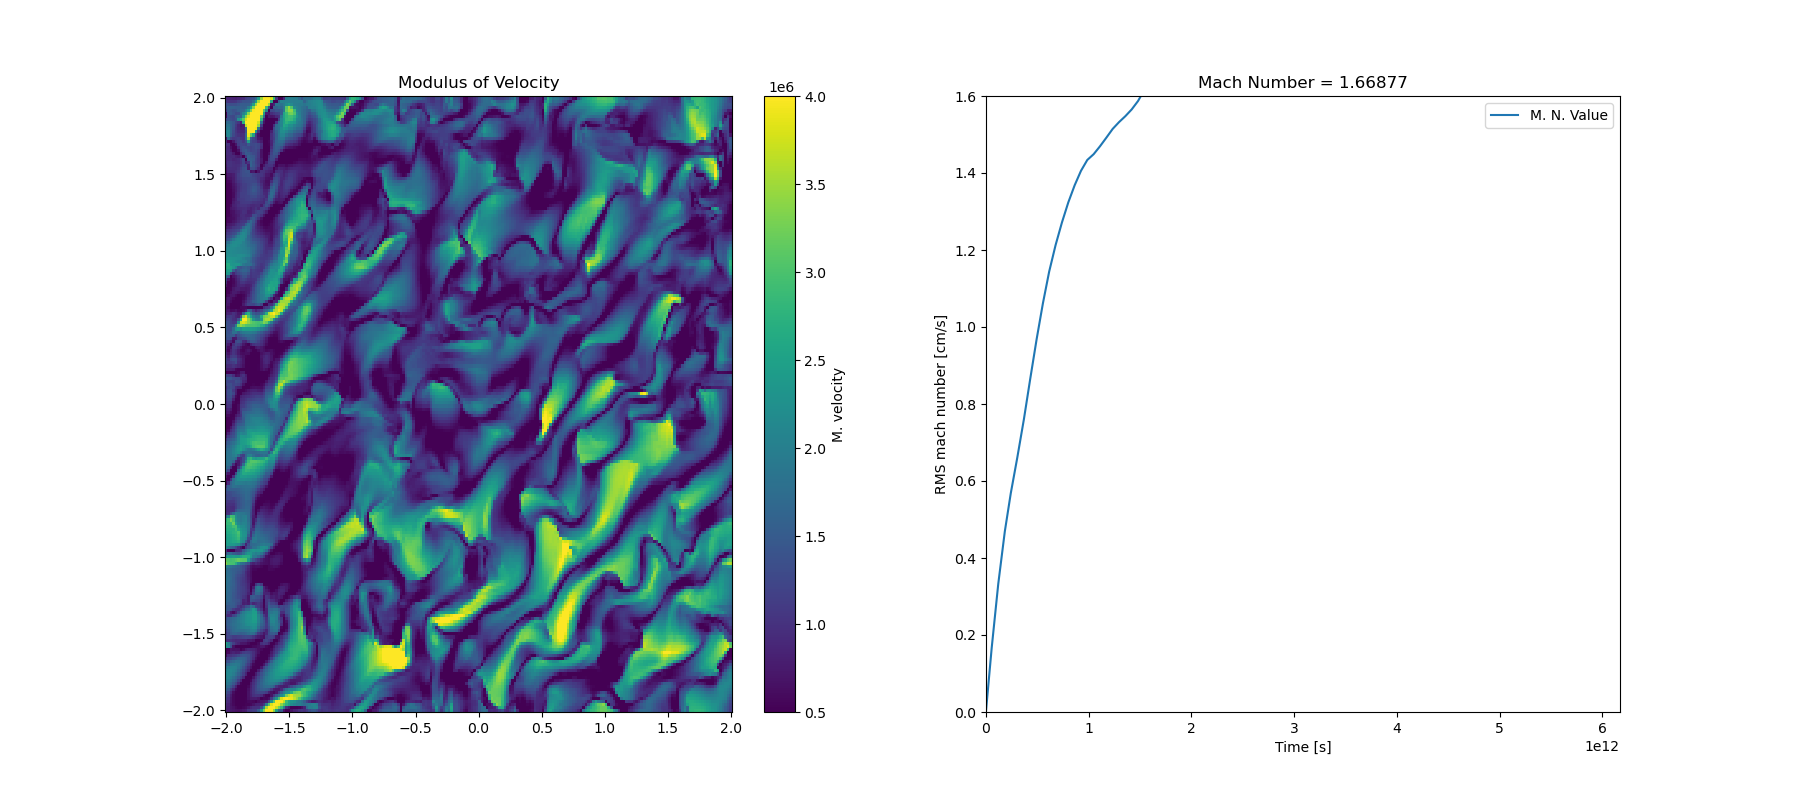 Modulus of Velocity
2.0
1.5
1.0
0.5
0.0
−0.5
−1.0
−1.5
−2.0
−2.0 −1.5 −1.0 −0.5 0.0 0.5 1.0 1.5 2.0
1e6
4.0
3.5
3.0
2.5
2.0
1.5
1.0
0.5
M. velocity
Mach Number = 1.66877
M. N. Value
RMS mach number [cm/s]
1.6
1.4
1.2
1.0
0.8
0.6
0.4
0.2
0.0
0 1 2 3 4 5 6
Time [s]
1e12